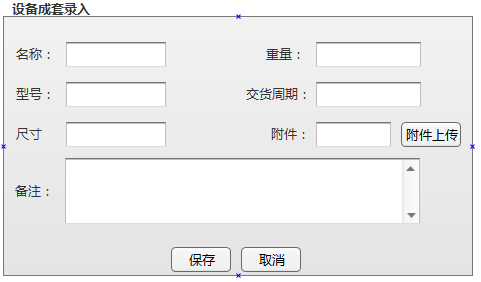 设备成套录入
名称： 重量：
型号： 交货周期：
尺寸 附件： 附件上传
备注：
保存 取消